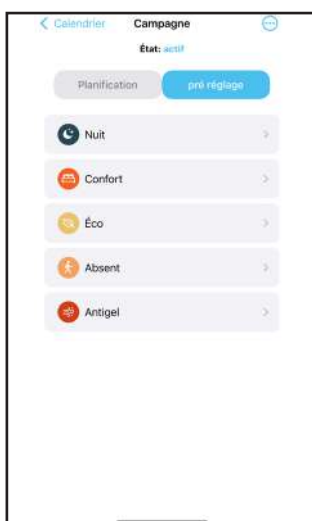 Calendrier Campagne
État: actif
Planification pré réglage
Nuit
Confort
Éco
Absent
Antigel